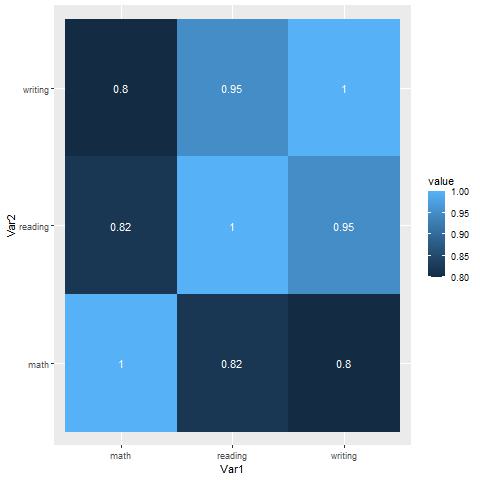 writing
0.8
0.95
1
reading
0.82
1
0.95
math
1
0.82
0.8
math
reading
writing
Var1
Var2
value
1.00
0.95
0.90
0.85
0.80